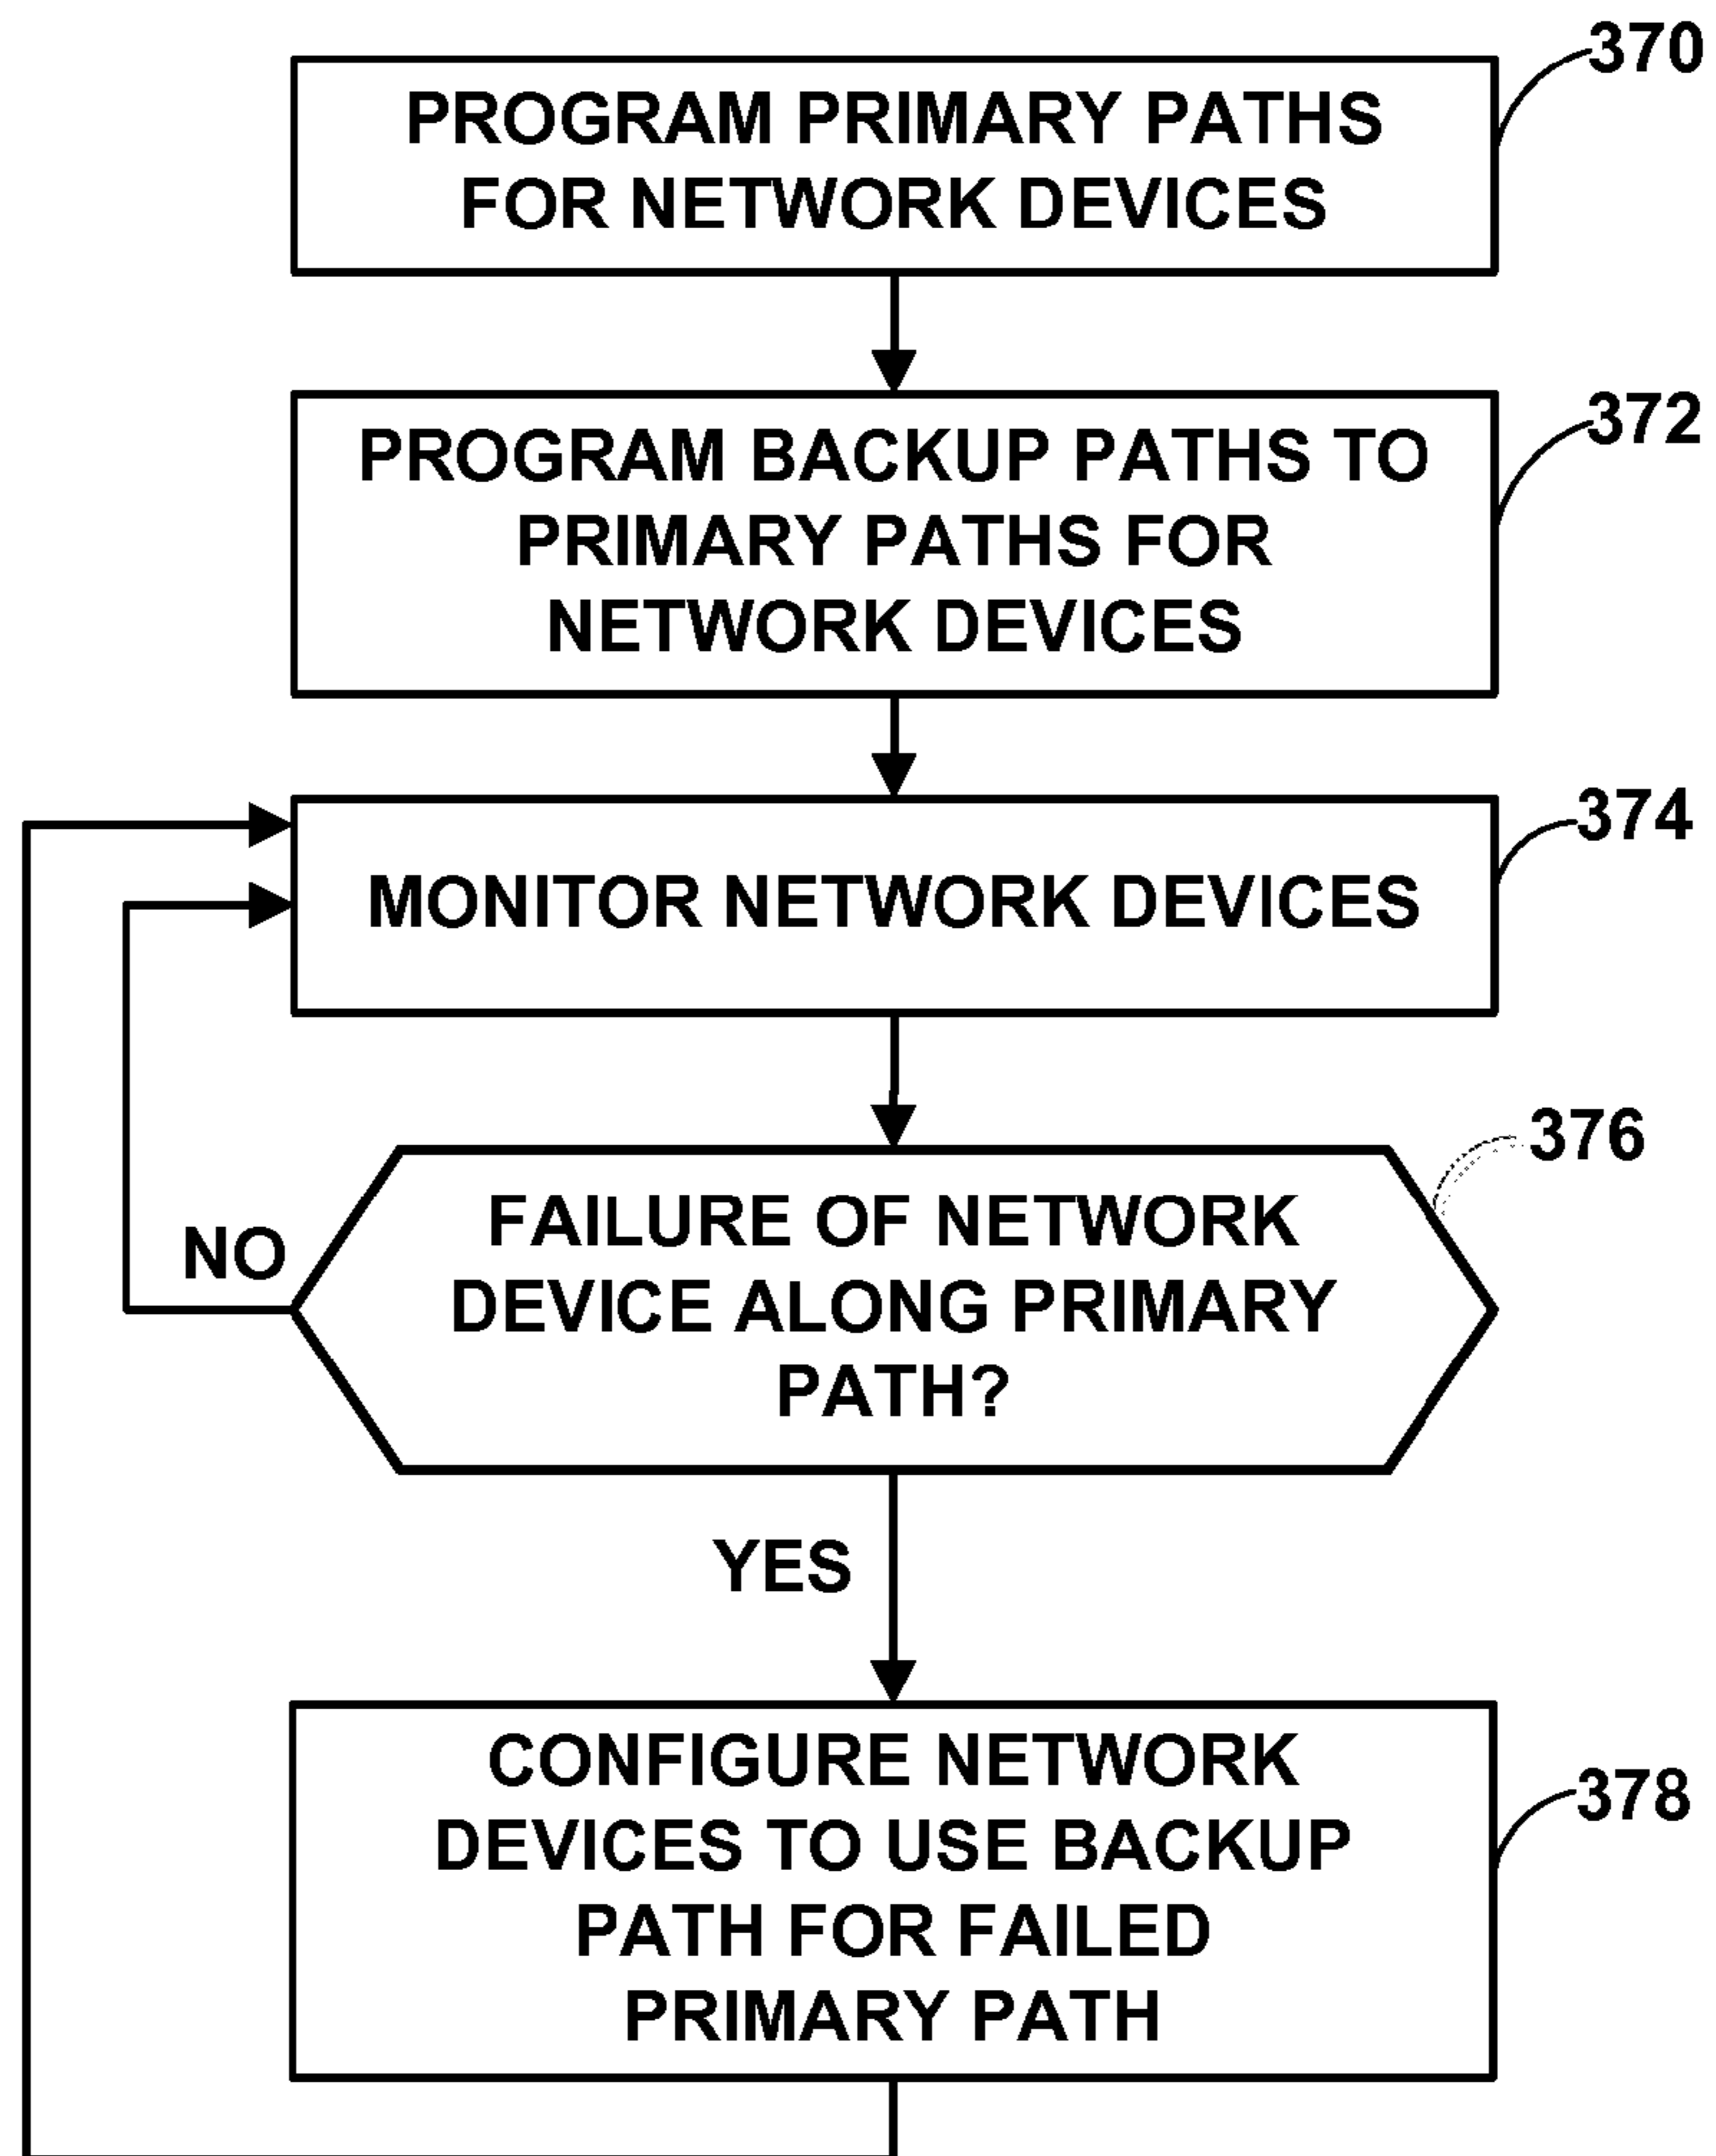 370
PROGRAM PRIMARY PATHS
FOR NETWORK DEVICES
372
PROGRAM BACKUP PATHS TO
PRIMARY PATHS FOR
NETWORK DEVICES
374
MONITOR NETWORK DEVICES
376
FAILURE OF NETWORK
DEVICE ALONG PRIMARY
PATH?
NO
YES
378
CONFIGURE NETWORK
DEVICES TO USE BACKUP
PATH FOR FAILED
PRIMARY PATH